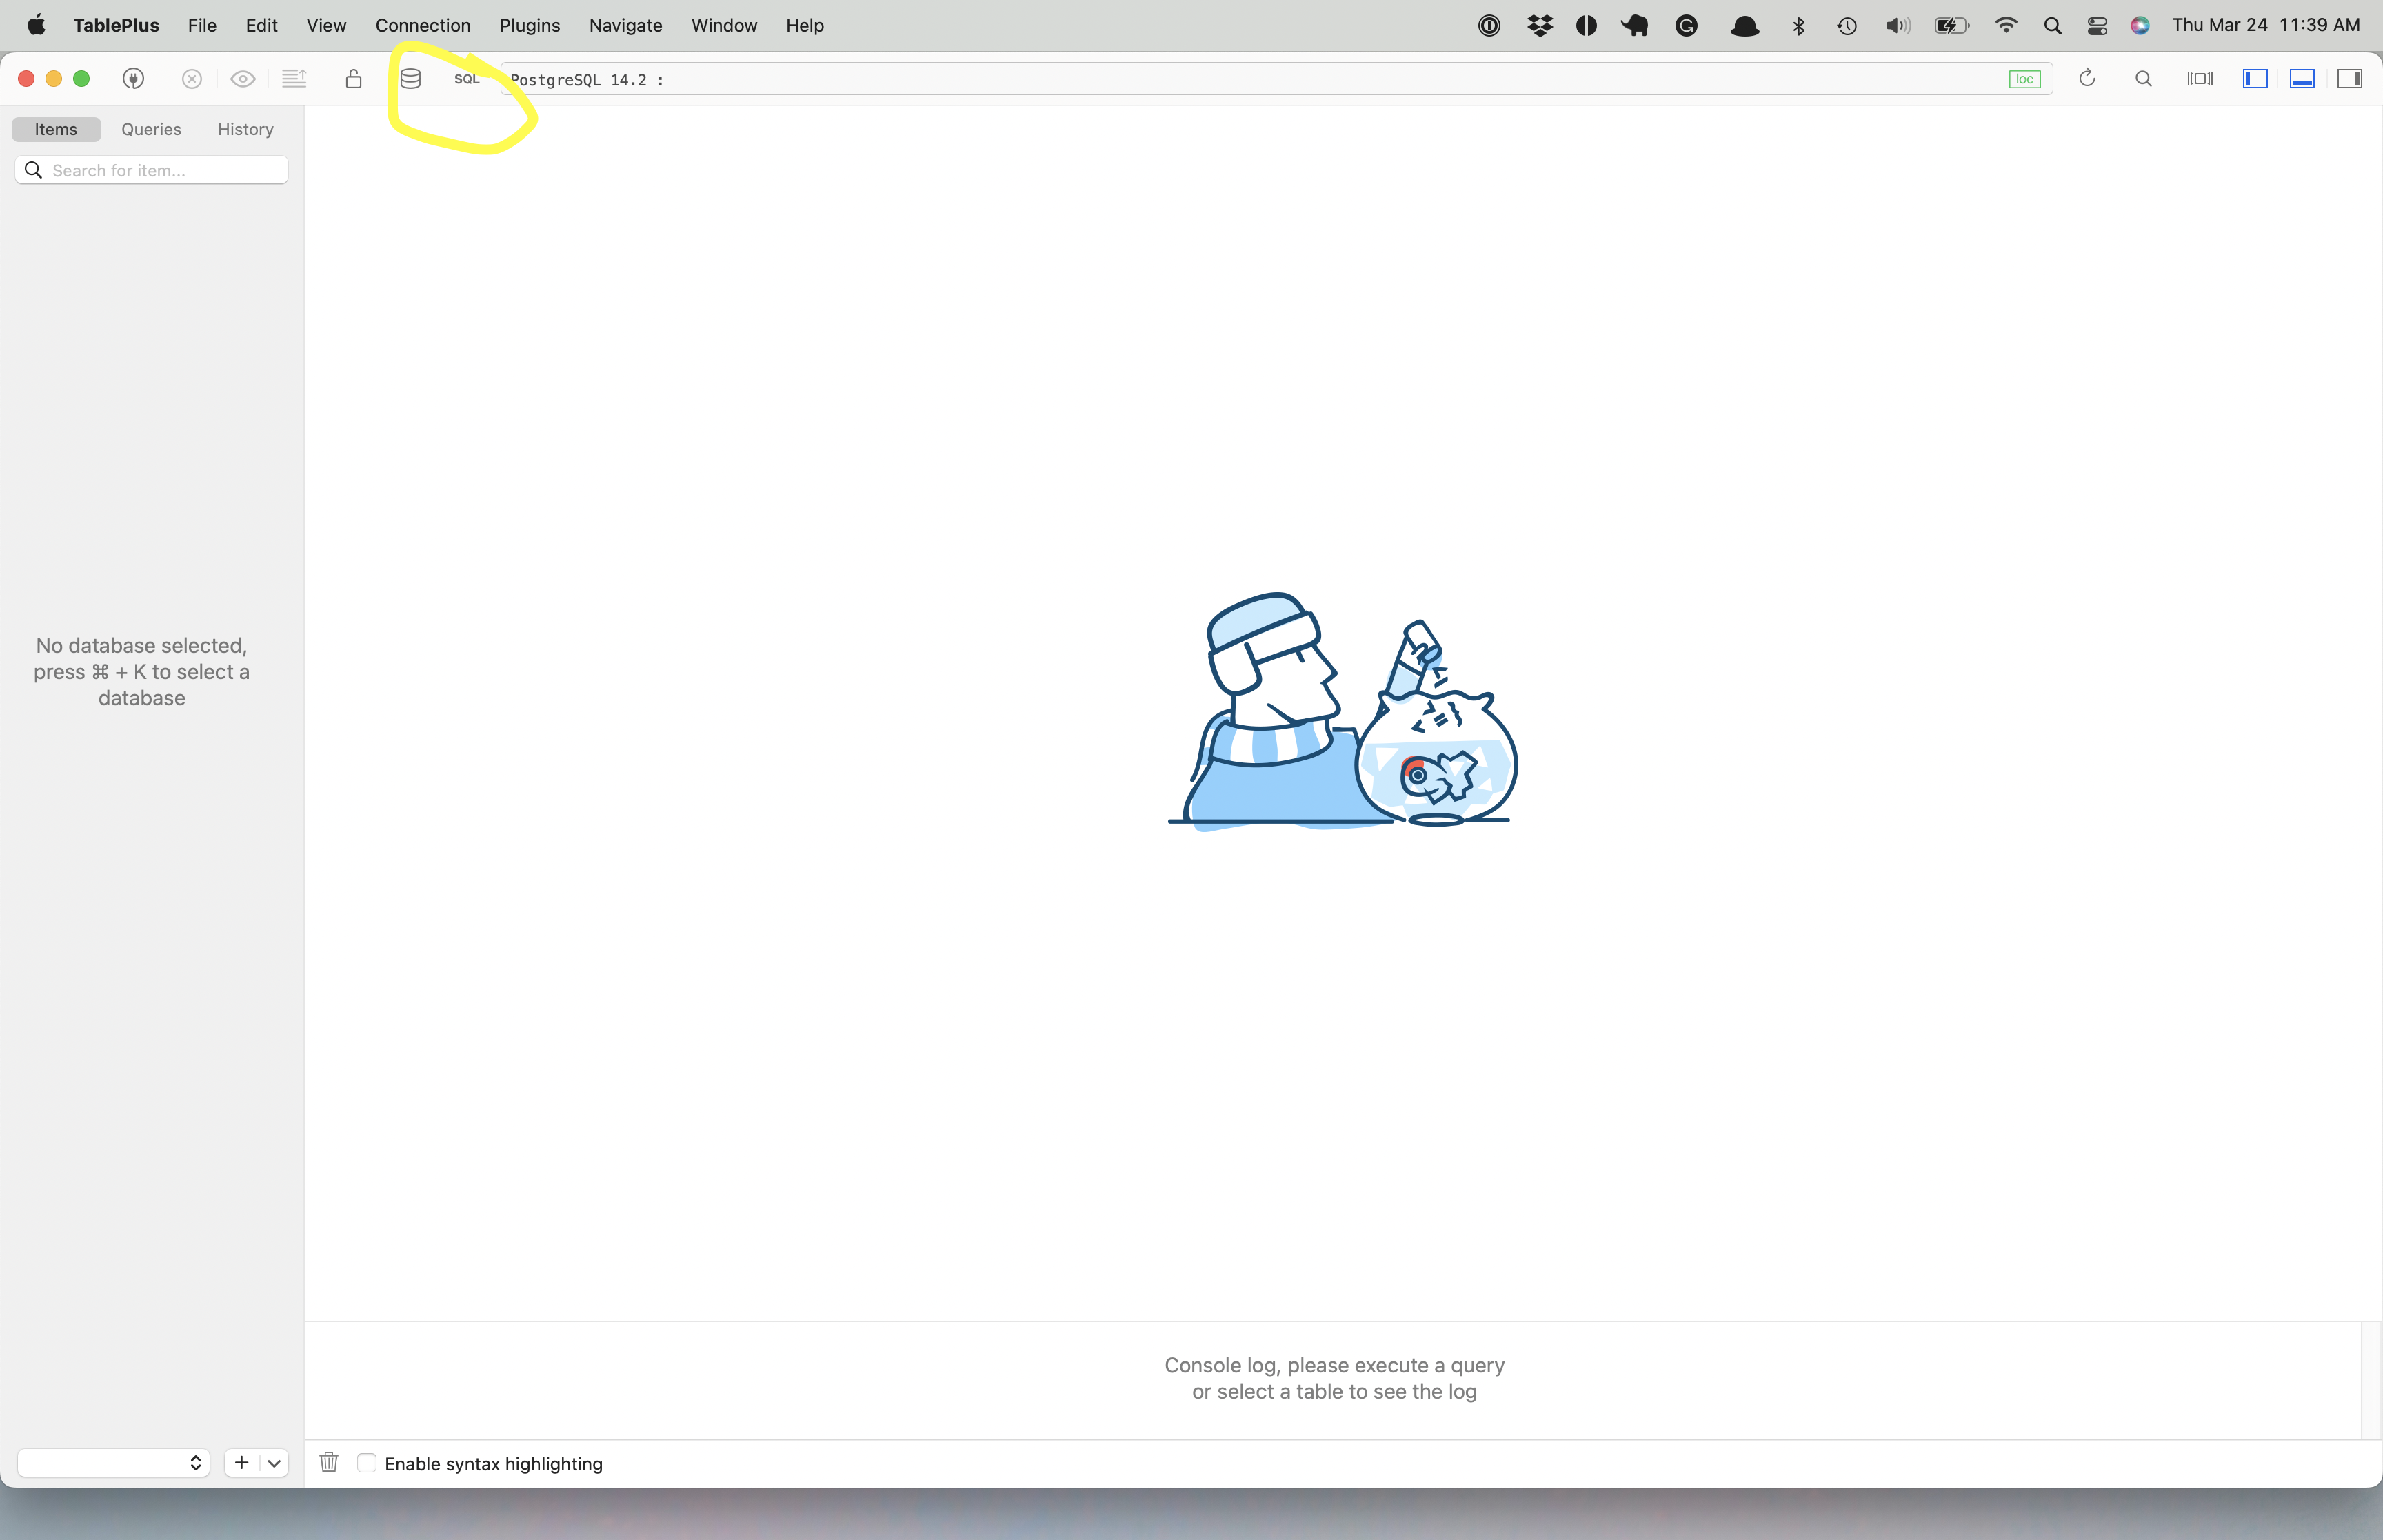 TablePlus File Edit View Connection Plugins Navigate Window Help Thu Mar 24 11:39 AM
SQL PostgreSQL 14.2 : loc
Items Queries History
Search for item...
No database selected,
press ⌘ + K to select a
database
Console log, please execute a query
or select a table to see the log
Enable syntax highlighting